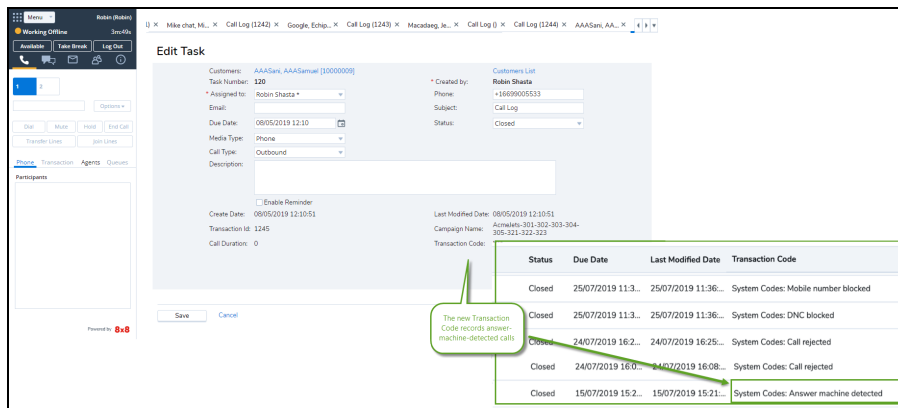 Menu
Robin (Robin)
Working Offline 3m:49s
Available Take Break Log Out
1 2
Options
Dial Mute Hold End Call
Transfer Lines Join Lines
Phone Transaction Agents Queues
Participants
Powered by 8x8
Mike chat, Mi... × Call Log (1242) × Google, Echip... × Call Log (1243) × Macadaeg, Je... × Call Log () × Call Log (1244) × AAASani, AA... ×
Edit Task
Customers: AAASani, AAASamuel [10000009] Customers List
Task Number: 120 * Created by: Robin Shasta
* Assigned to: Robin Shasta * Phone: +16699005533
Email: Subject: Call Log
Due Date: 08/05/2019 12:10 Status: Closed
Media Type: Phone
Call Type: Outbound
Description:
Enable Reminder
Create Date: 08/05/2019 12:10:51 Last Modified Date: 08/05/2019 12:10:51
Transaction Id: 1245 Campaign Name: AcmeJets-301-302-303-304-
305-321-322-323
Call Duration: 0 Transaction Code:
Save Cancel
The new Transaction
Code records answer-
machine-detected calls
Status Due Date Last Modified Date Transaction Code
Closed 25/07/2019 11:3... 25/07/2019 11:36:... System Codes: Mobile number blocked
Closed 25/07/2019 11:3... 25/07/2019 11:36:... System Codes: DNC blocked
Closed 24/07/2019 16:2... 24/07/2019 16:25:... System Codes: Call rejected
Closed 24/07/2019 16:0... 24/07/2019 16:08:... System Codes: Call rejected
Closed 15/07/2019 15:2... 15/07/2019 15:21:... System Codes: Answer machine detected